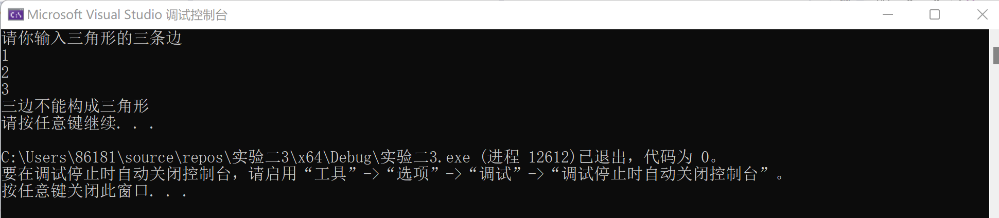 Microsoft Visual Studio 调试控制台
请你输入三角形的三条边
1
2
3
三边不能构成三角形
请按任意键继续. . .
C:\Users\86181\source\repos\实验二3\x64\Debug\实验二3.exe (进程 12612)已退出，代码为 0。
要在调试停止时自动关闭控制台，请启用“工具”->“选项”->“调试”->“调试停止时自动关闭控制台”。
按任意键关闭此窗口. . .